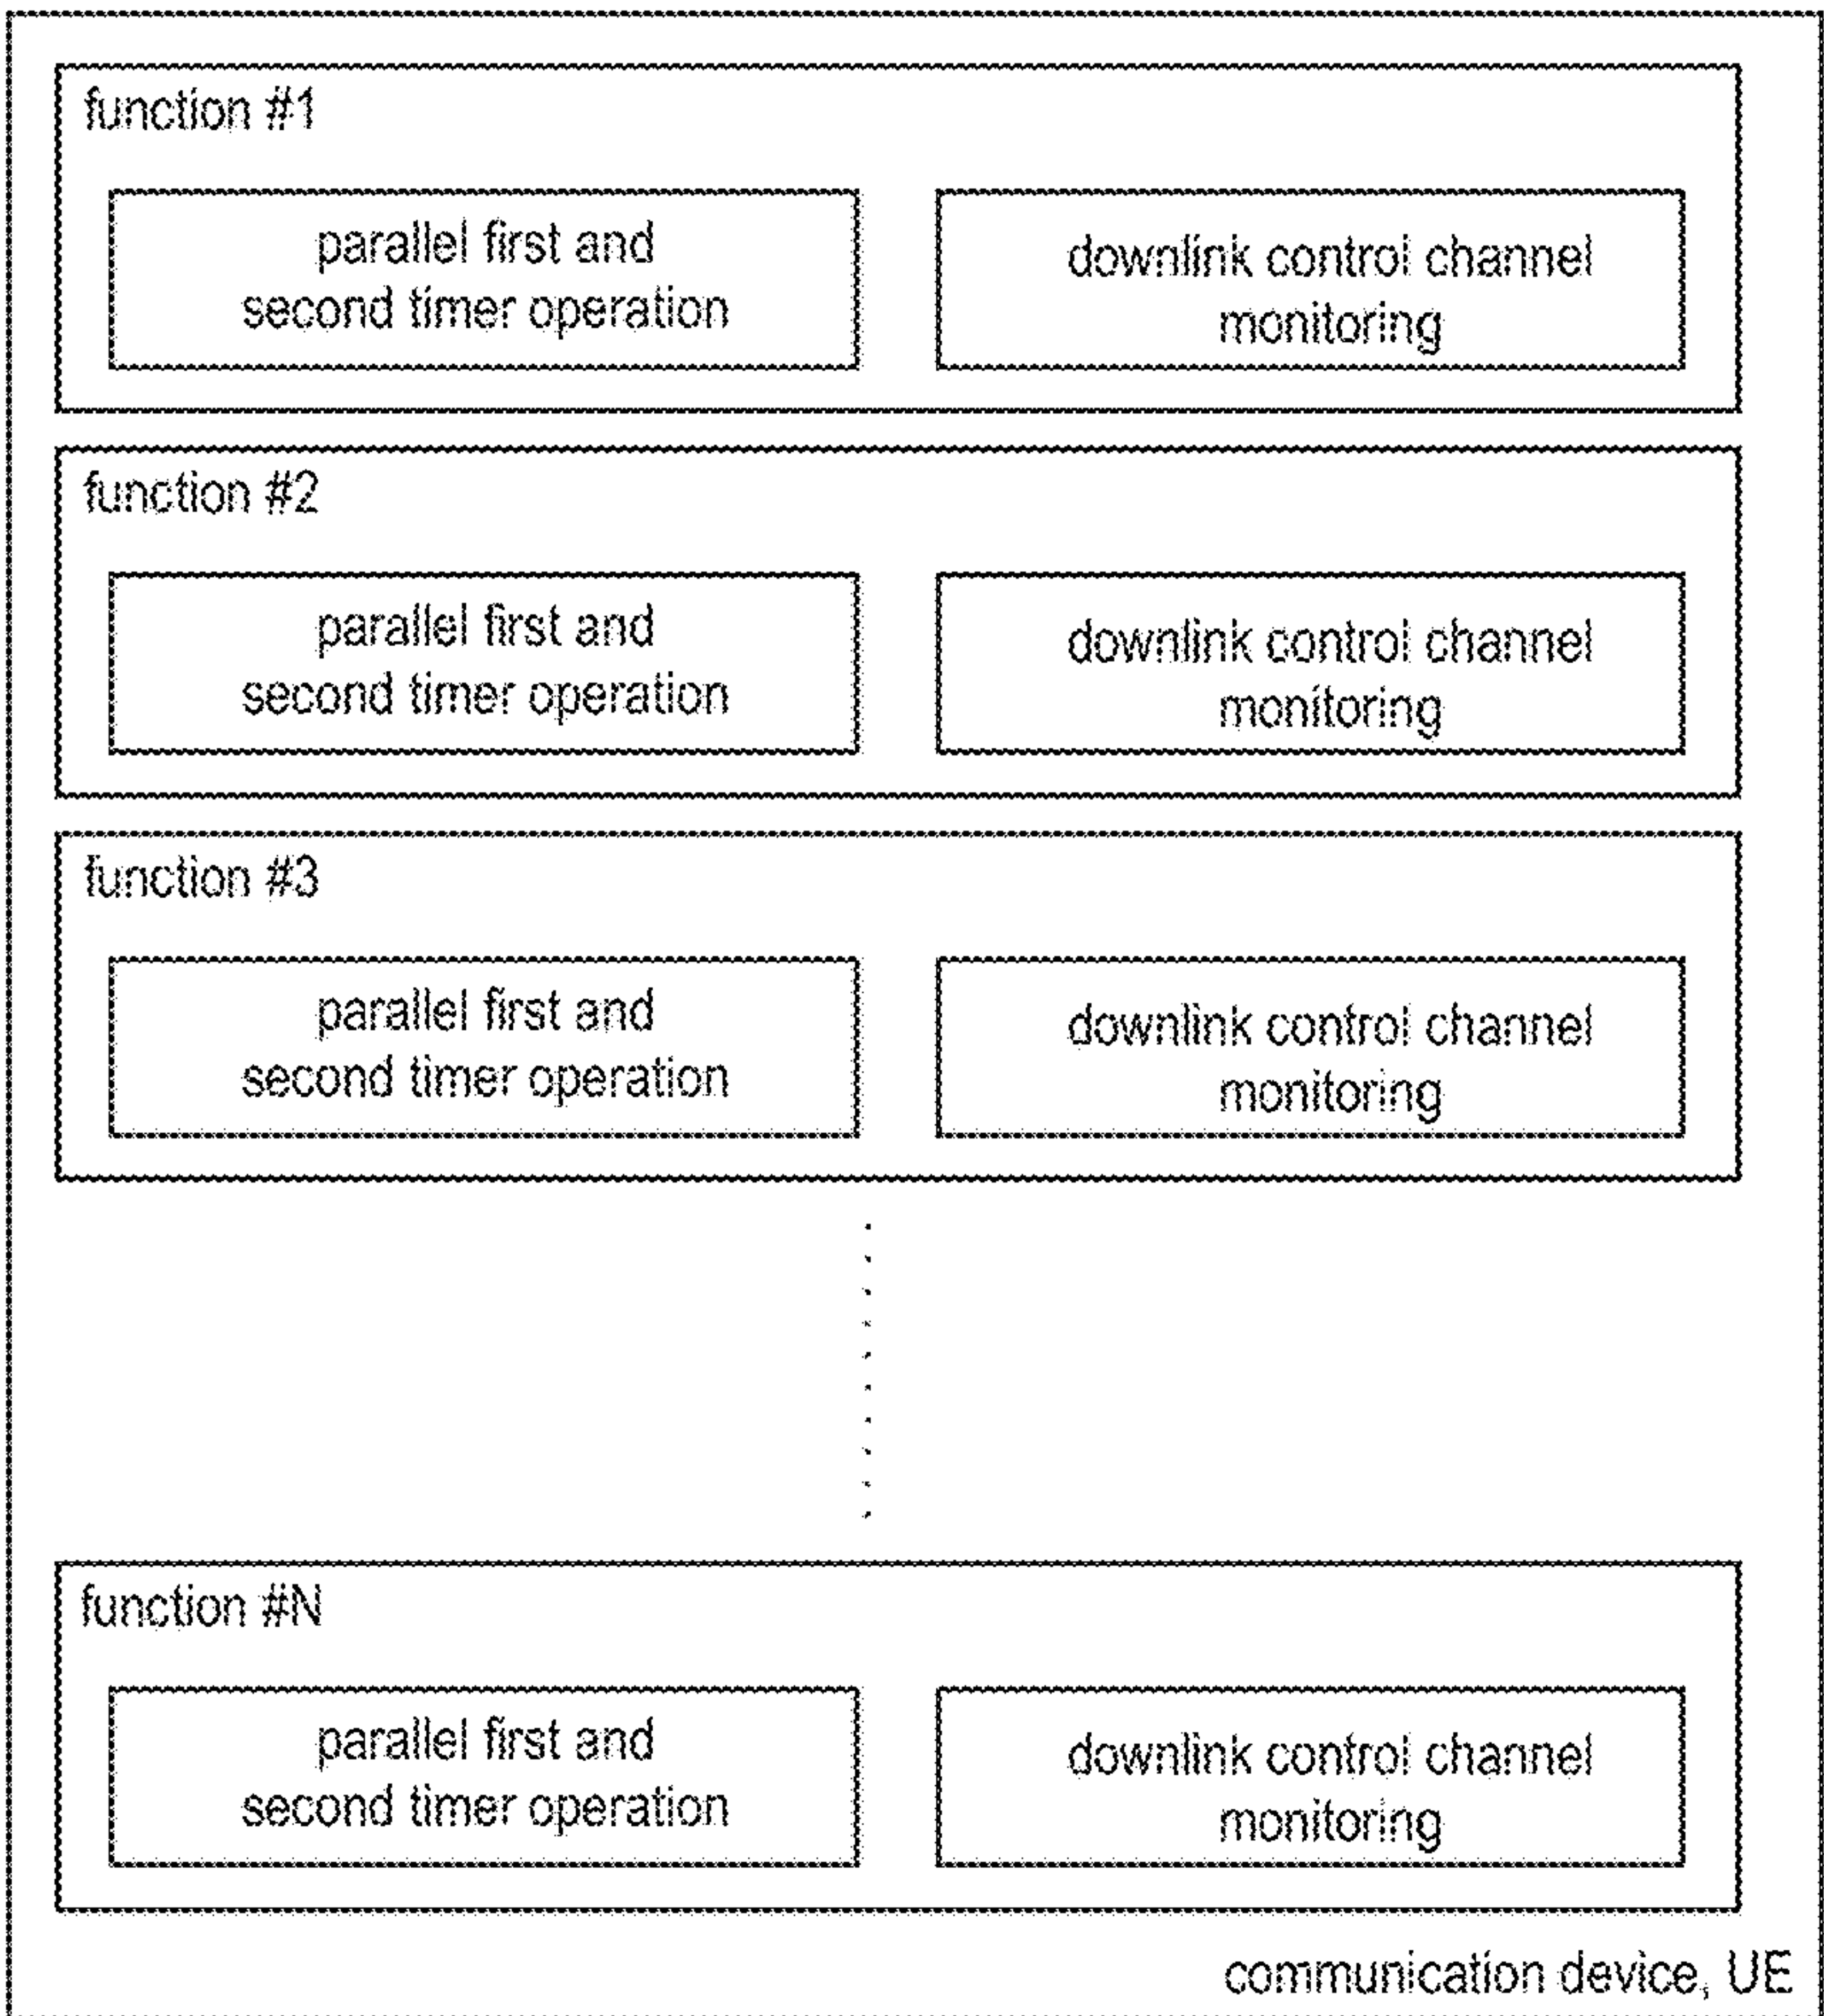 function #1
parallel first and
second timer operation
downlink control channel
monitoring
function #2
parallel first and
second timer operation
downlink control channel
monitoring
function #3
parallel first and
second timer operation
downlink control channel
monitoring
function #N
parallel first and
second timer operation
downlink control channel
monitoring
communication device, UE